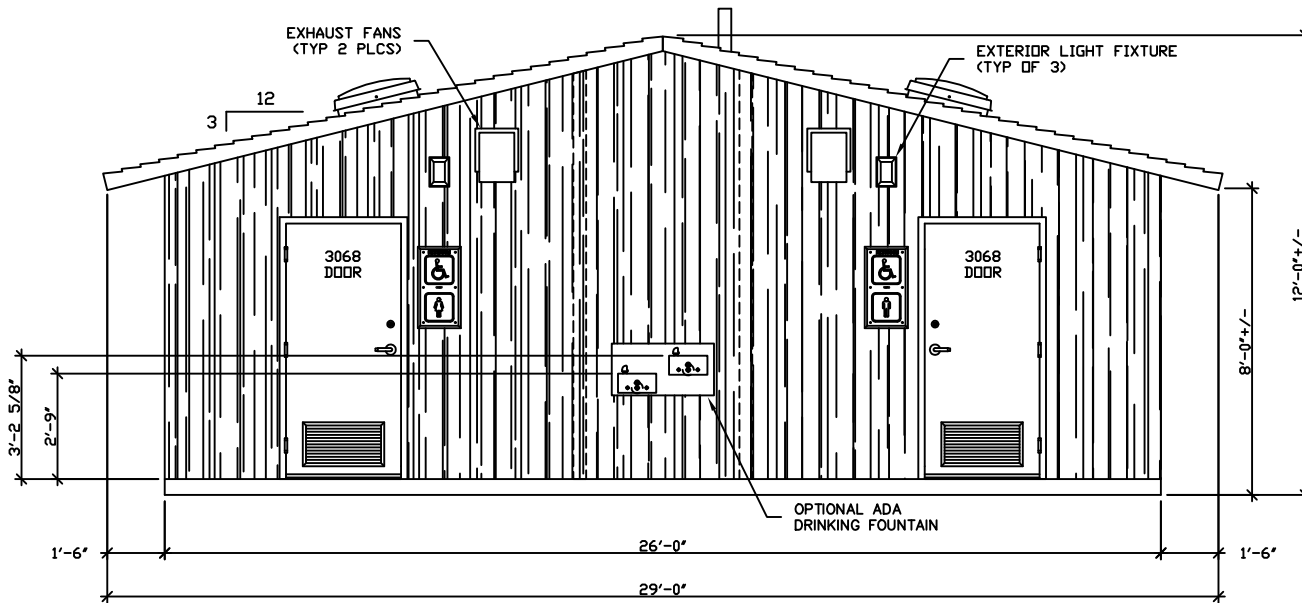 EXHAUST FANS
(TYP 2 PLCS)
EXTERIOR LIGHT FIXTURE
(TYP OF 3)
12
3
3068
DOOR
3068
DOOR
12'-0"+/-
8'-0"+/-
3'-2 5/8"
2'-9"
OPTIONAL ADA
DRINKING FOUNTAIN
1'-6"
26'-0"
1'-6"
29'-0"